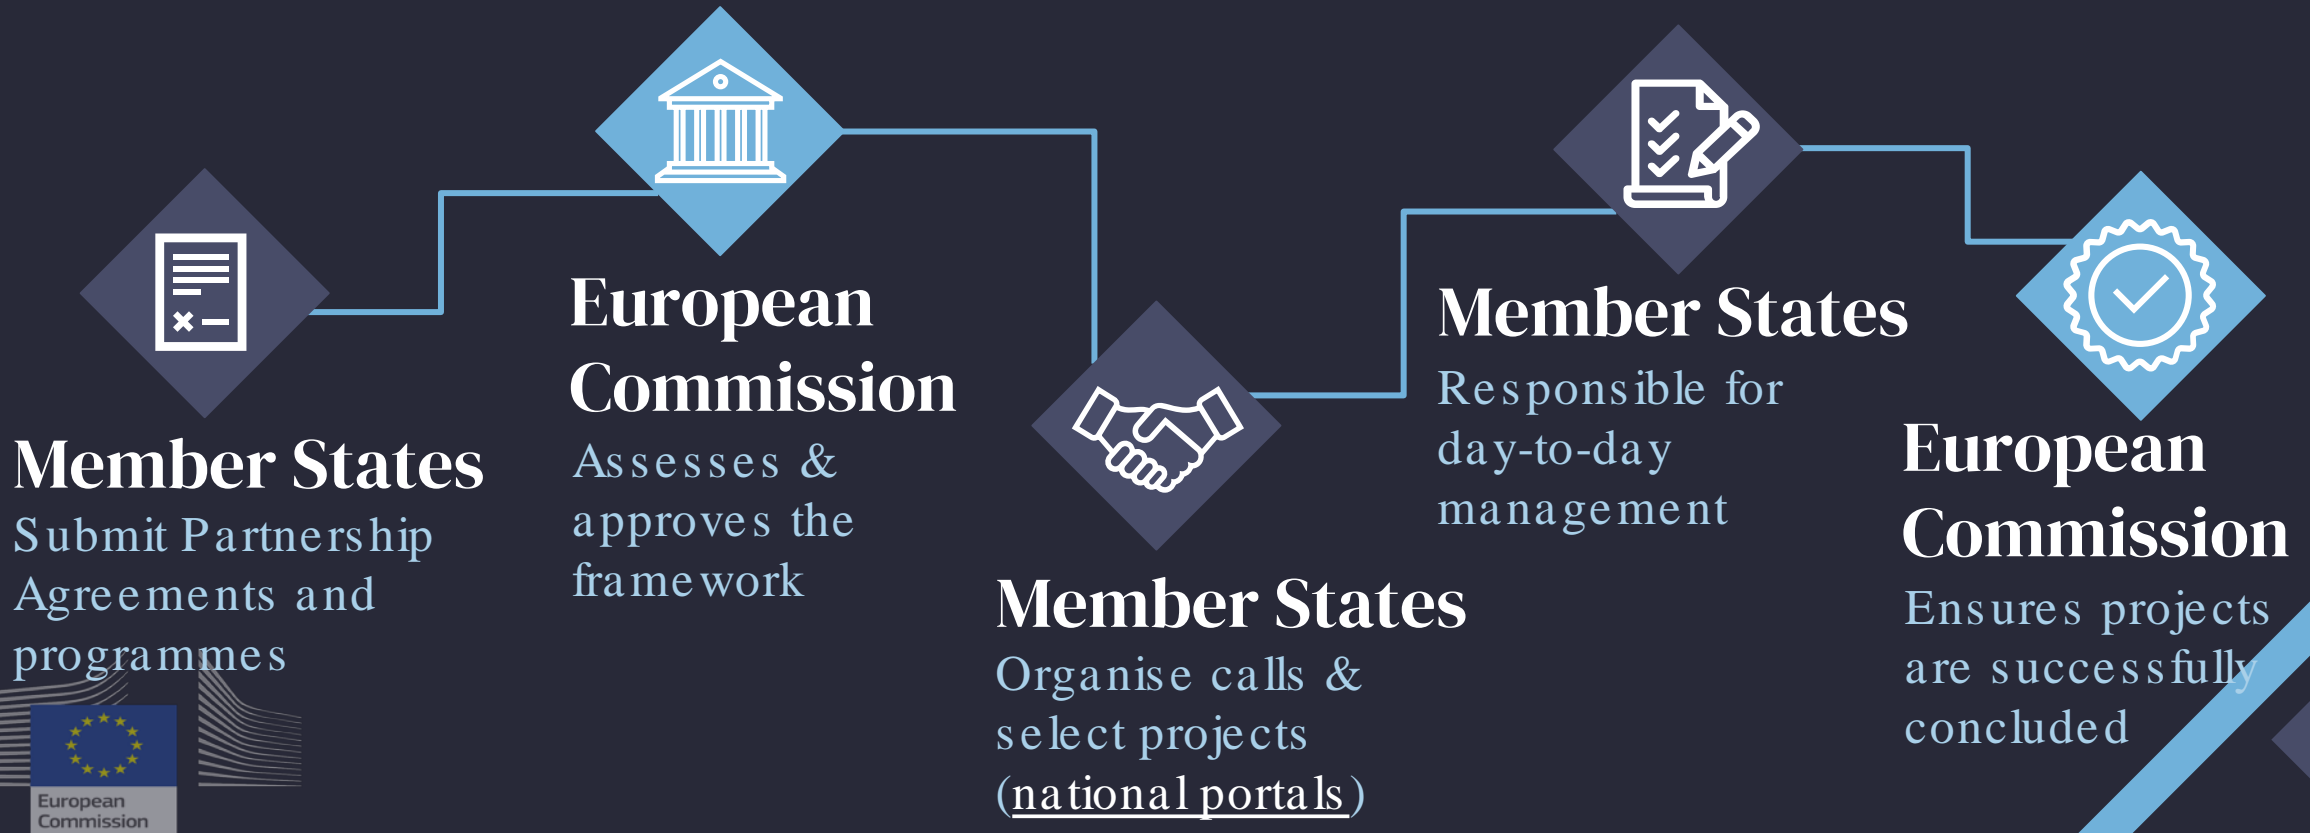 Member States
Submit Partnership
Agreements and
programmes
European
Commission
Assesses &
approves the
framework
Member States
Organise calls &
select projects
(national portals)
Member States
Responsible for
day-to-day
management
European
Commission
Ensures projects
are successfully
concluded
European
Commission